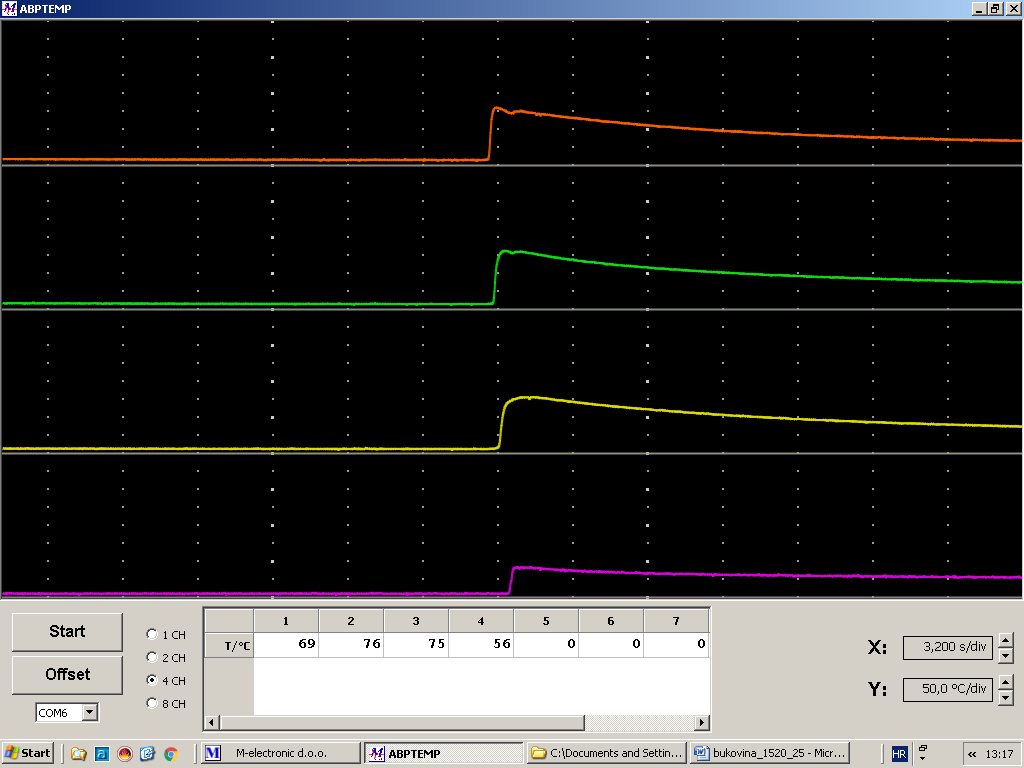 ABPTEMP
Start
Offset
COM6
1 CH
2 CH
4 CH
8 CH
1 2 3 4 5 6 7
T/°C 69 76 75 56 0 0 0
X: 3,200 s/div
Y: 50,0 °C/div
Start M-electronic d.o.o. ABPTEMP C:\Documents and Settin... bukovina_1520_25 - Micr... HR « 13:17